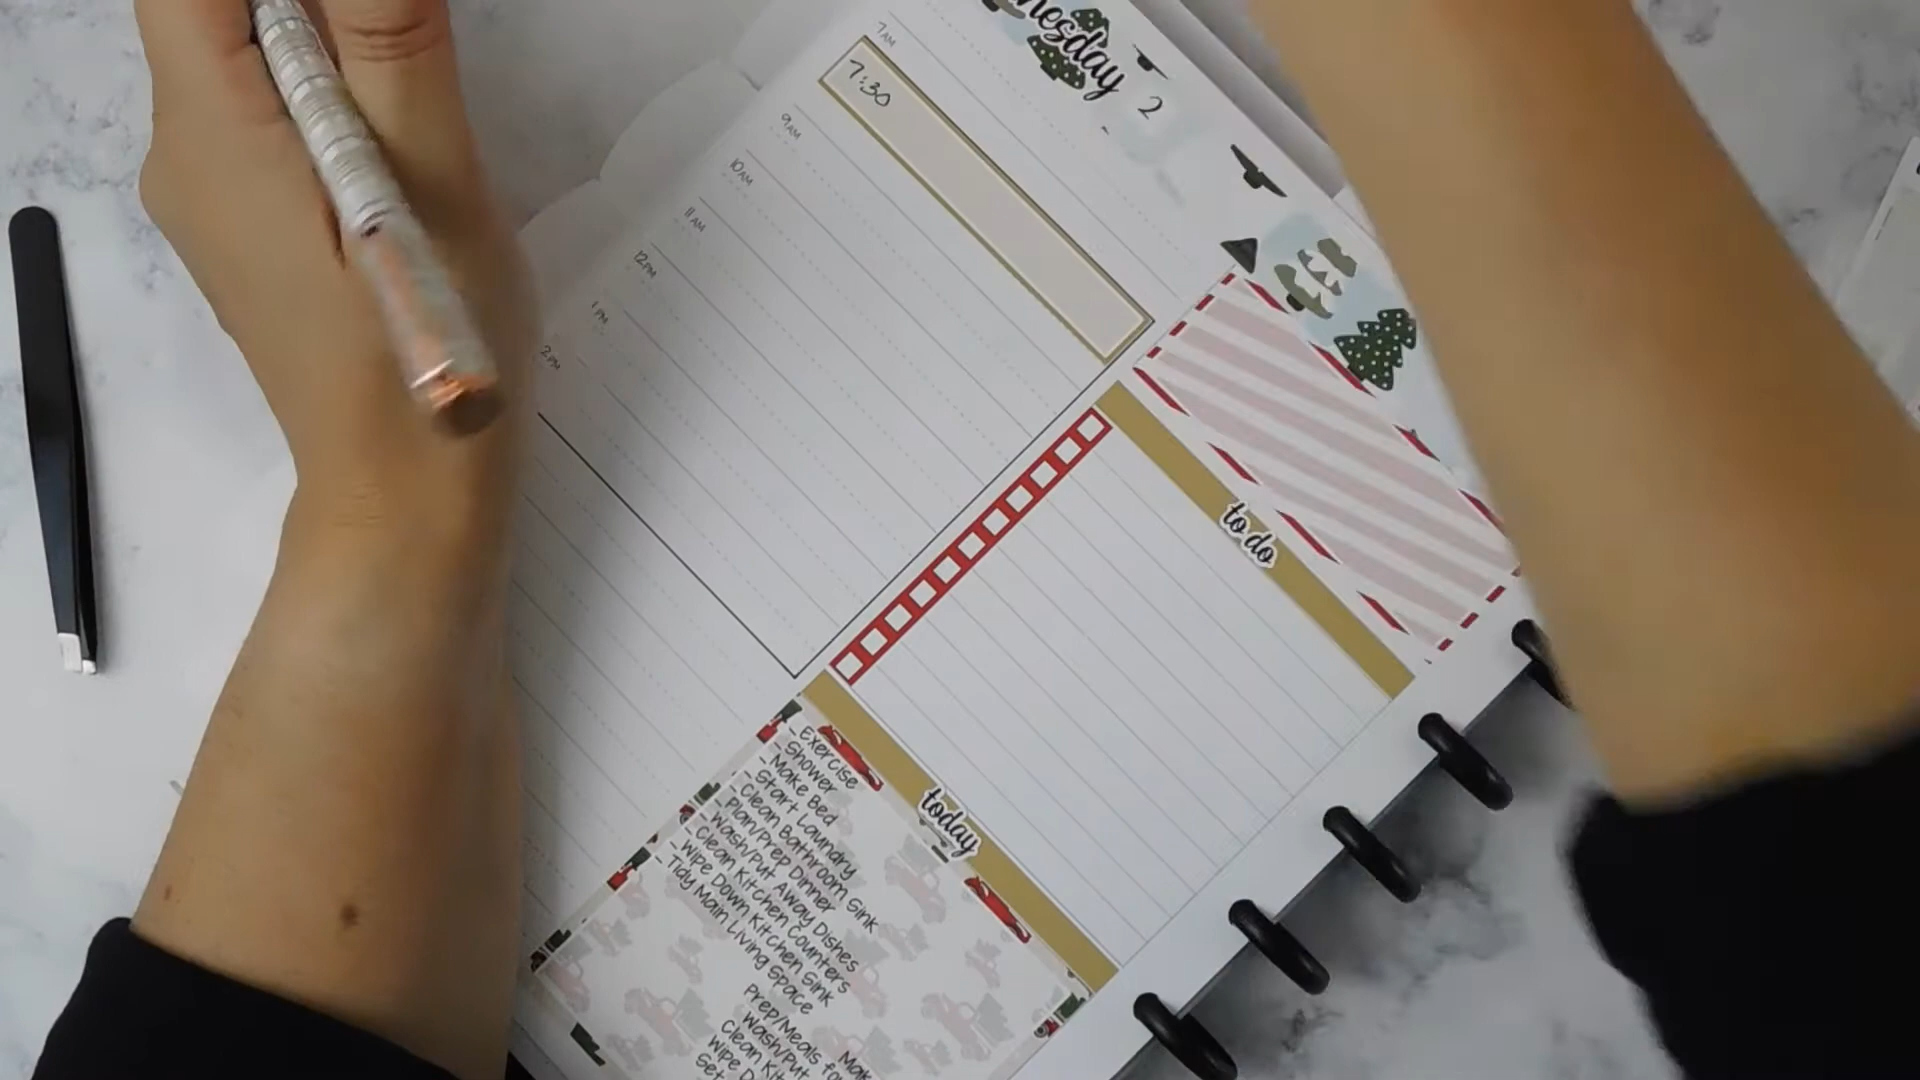 2
7AM
7:30
9AM
10AM
11AM
12PM
1PM
2PM
to do
today
- Exercise
- Shower
- Make Bed
- Start Laundry
- Clean Bathroom Sink
- Plan/Prep Dinner
- Wash/Put Away Dishes
- Clean Kitchen Counters
- Wipe Down Kitchen Sink
- Tidy Main Living Space
Prep/Meals
Wash/Put
Clean
Wipe
Set